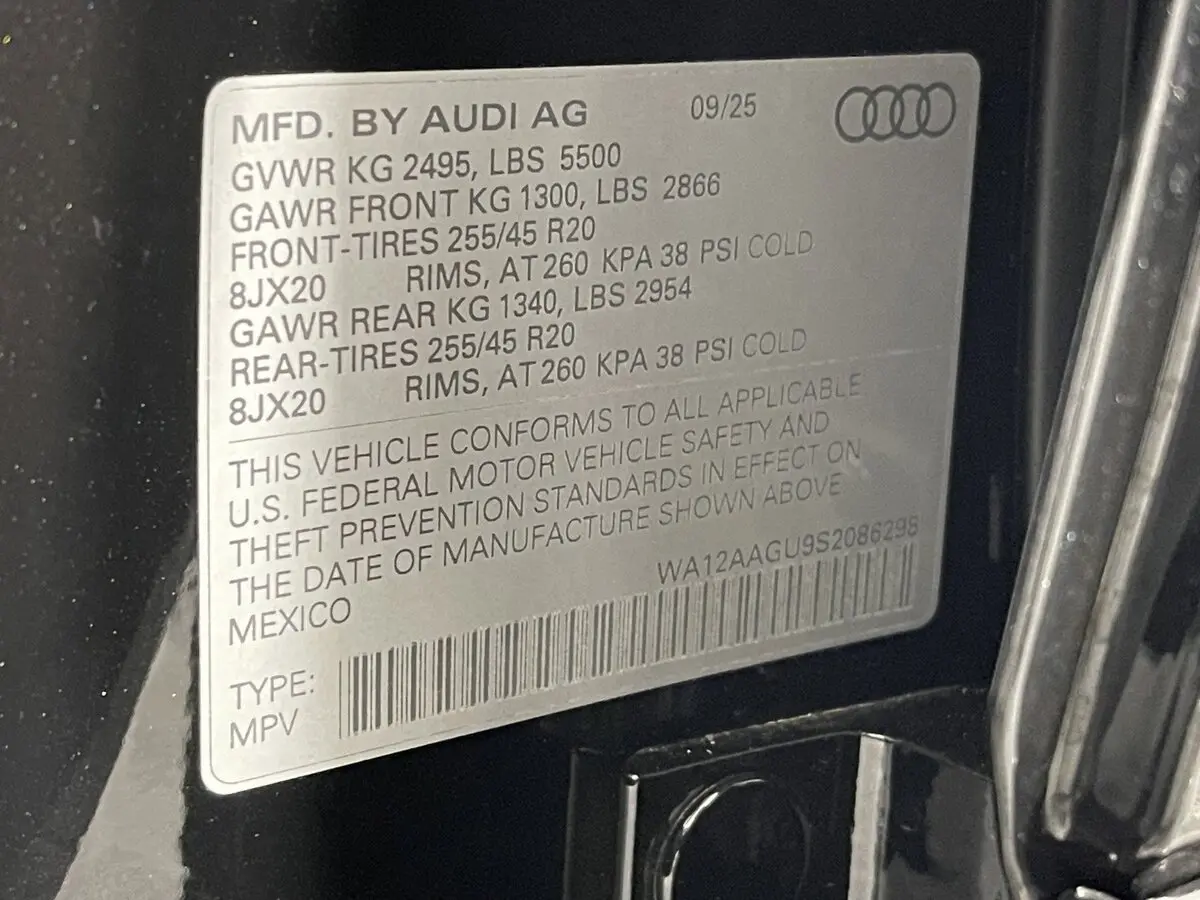 MFD. BY AUDI AG 09/25
GVWR KG 2495, LBS 5500
GAWR FRONT KG 1300, LBS 2866
FRONT-TIRES 255/45 R20
8JX20 RIMS, AT 260 KPA 38 PSI COLD
GAWR REAR KG 1340, LBS 2954
REAR-TIRES 255/45 R20
8JX20 RIMS, AT 260 KPA 38 PSI COLD
THIS VEHICLE CONFORMS TO ALL APPLICABLE
U.S. FEDERAL MOTOR VEHICLE SAFETY AND
THEFT PREVENTION STANDARDS IN EFFECT ON
THE DATE OF MANUFACTURE SHOWN ABOVE
MEXICO WA12AAGU9S2086298
TYPE:
MPV